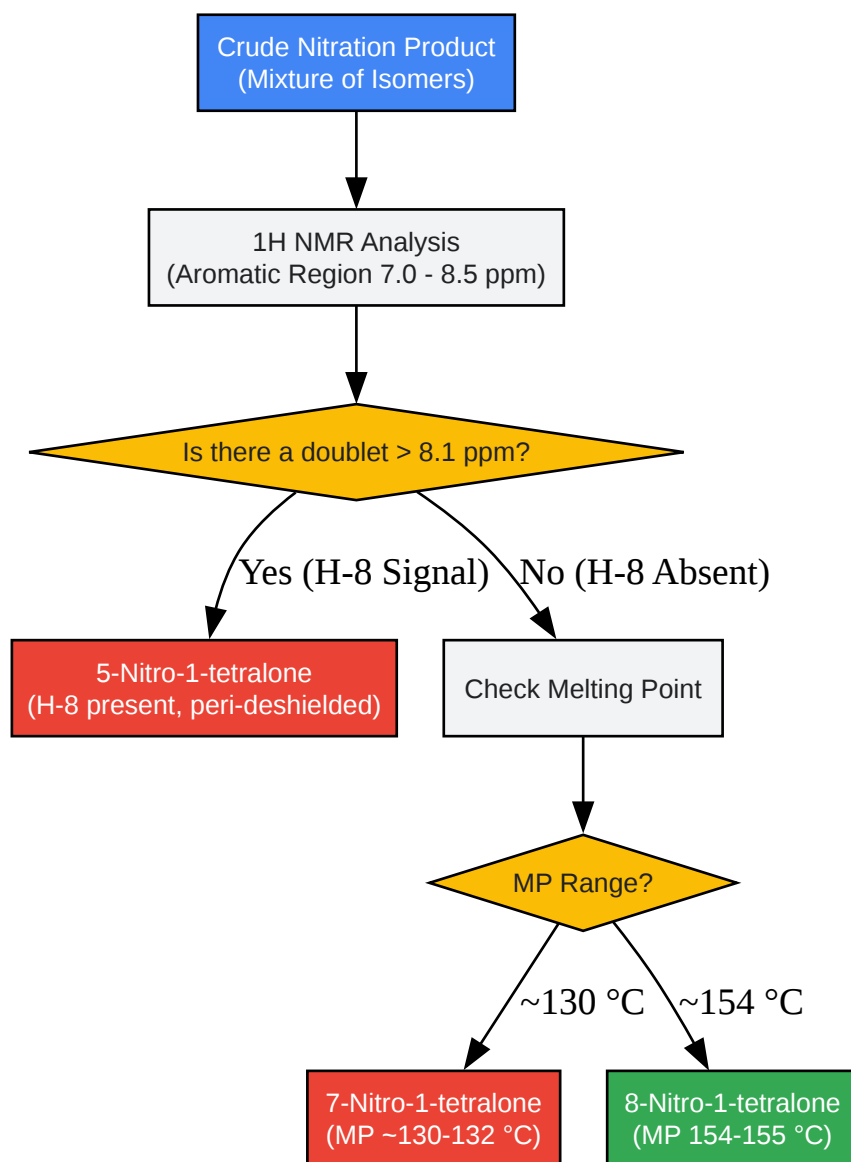 Crude Nitration Product
(Mixture of Isomers)
1H NMR Analysis
(Aromatic Region 7.0 - 8.5 ppm)
Is there a doublet > 8.1 ppm?
Yes (H-8 Signal)
No (H-8 Absent)
5-Nitro-1-tetralone
(H-8 present, peri-deshielded)
Check Melting Point
MP Range?
~130 °C
~154 °C
7-Nitro-1-tetralone
(MP ~130-132 °C)
8-Nitro-1-tetralone
(MP 154-155 °C)